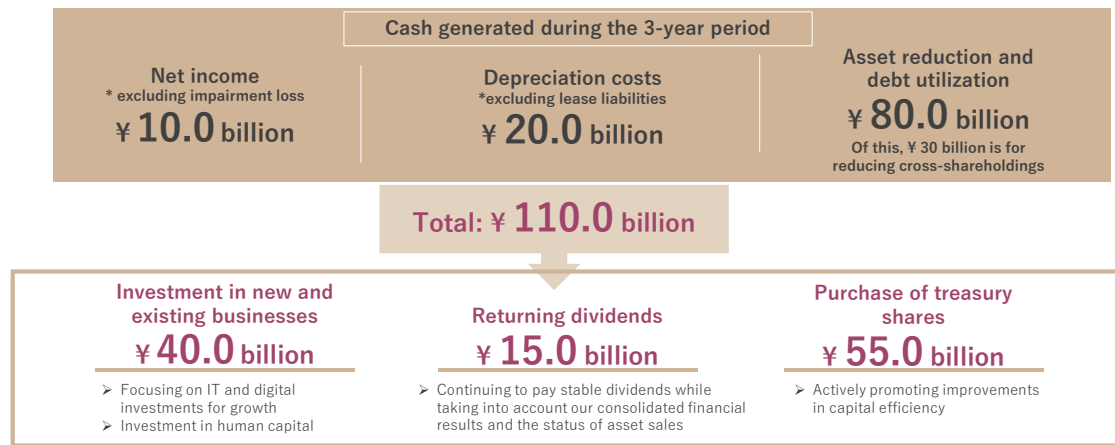 Cash generated during the 3-year period
Net income
* excluding impairment loss
¥ 10.0 billion
Depreciation costs
*excluding lease liabilities
¥ 20.0 billion
Asset reduction and
debt utilization
¥ 80.0 billion
Of this, ¥ 30 billion is for
reducing cross-shareholdings
Total: ¥ 110.0 billion
Investment in new and
existing businesses
¥ 40.0 billion
➢ Focusing on IT and digital
investments for growth
➢ Investment in human capital
Returning dividends
¥ 15.0 billion
➢ Continuing to pay stable dividends while
taking into account our consolidated financial
results and the status of asset sales
Purchase of treasury
shares
¥ 55.0 billion
➢ Actively promoting improvements
in capital efficiency